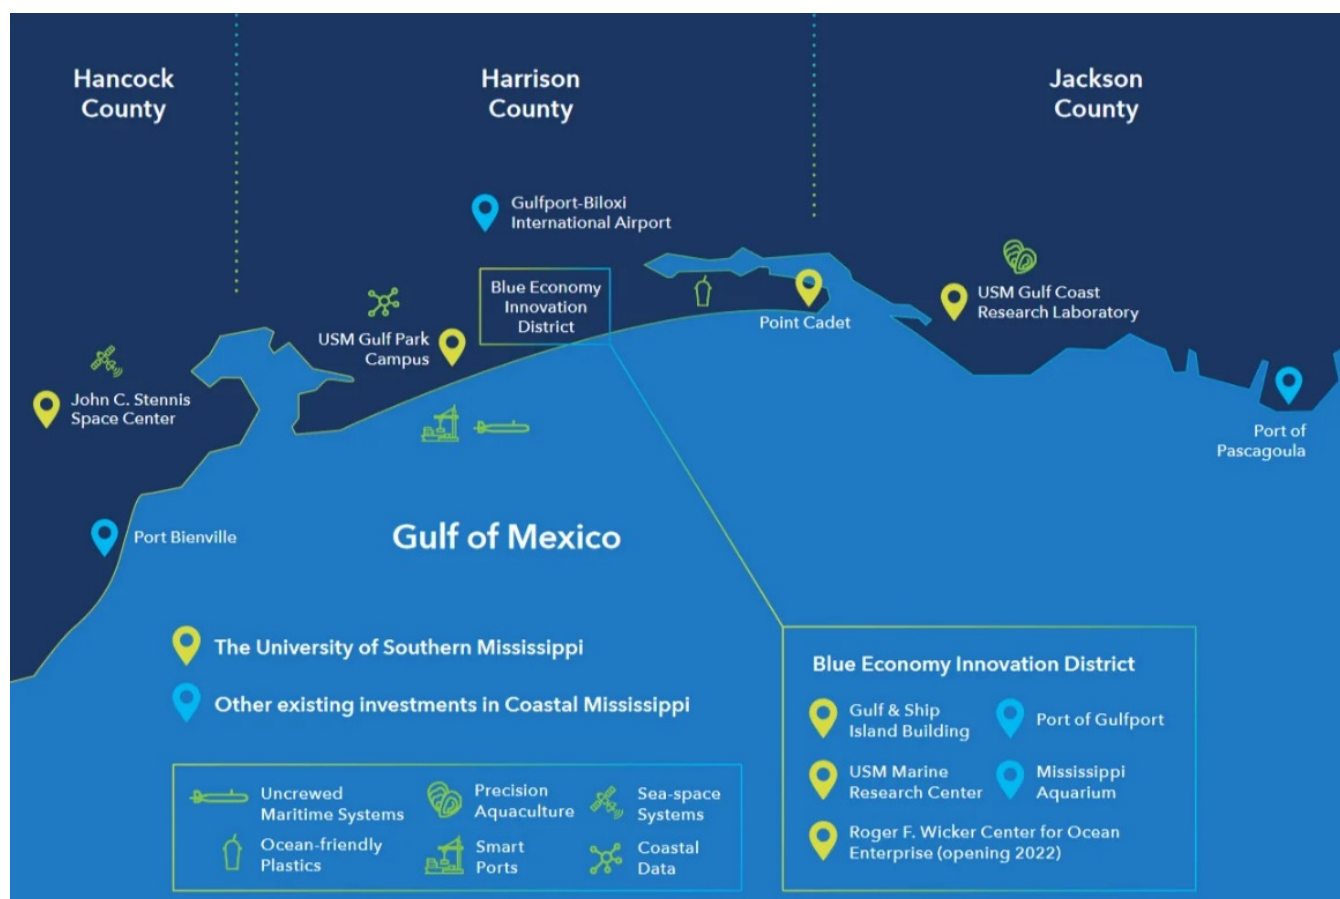 Hancock
County
Harrison
County
Jackson
County
Gulfport-Biloxi
International Airport
Blue Economy
Innovation
District
USM Gulf Park
Campus
Point Cadet
USM Gulf Coast
Research Laboratory
John C. Stennis
Space Center
Port of
Pascagoula
Port Bienville
Gulf of Mexico
The University of Southern Mississippi
Other existing investments in Coastal Mississippi
Uncrewed
Maritime Systems
Precision
Aquaculture
Sea-space
Systems
Ocean-friendly
Plastics
Smart
Ports
Coastal
Data
Blue Economy Innovation District
Gulf & Ship
Island Building
Port of Gulfport
USM Marine
Research Center
Mississippi
Aquarium
Roger F. Wicker Center for Ocean
Enterprise (opening 2022)